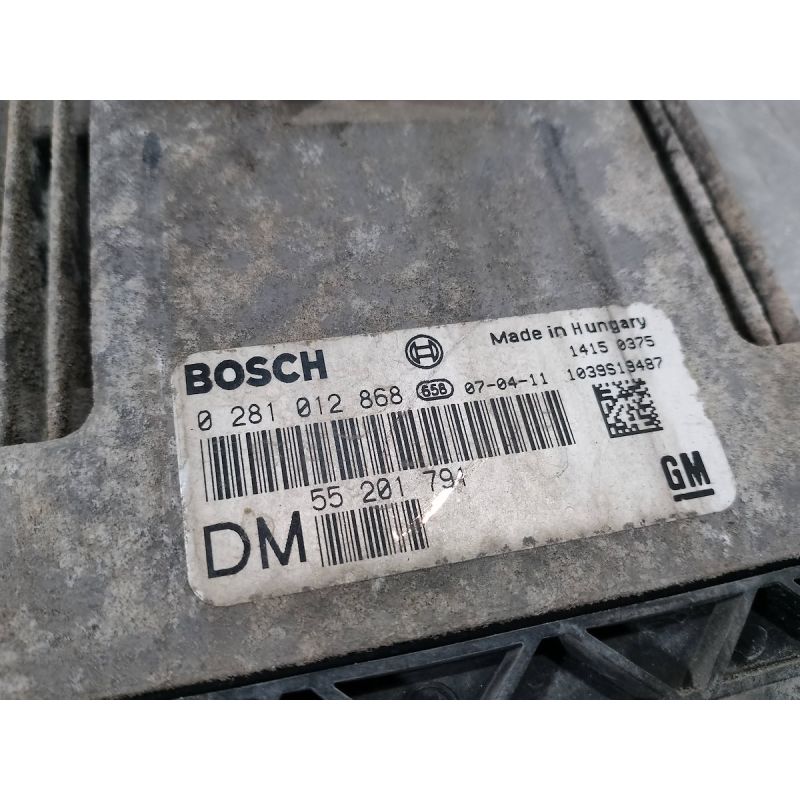 BOSCH
Made in Hungary
1415 0375
0 281 012 868 658 07-04-11 1039S19487
55 201 791
DM
GM